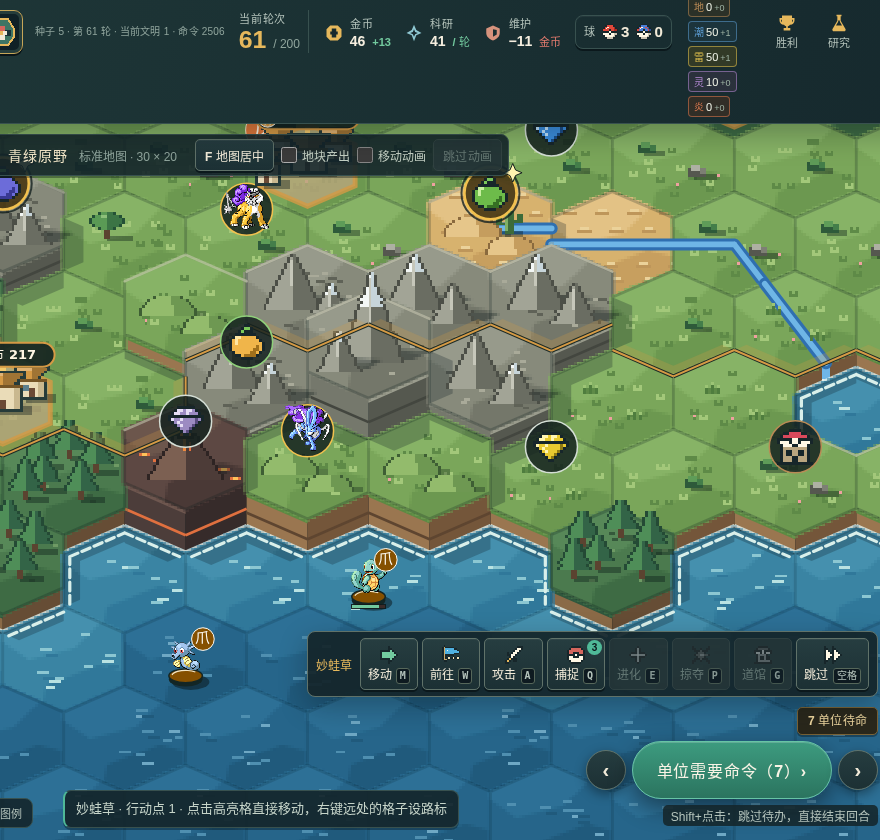 种子 5 · 第 61 轮 · 当前文明 1 · 命令 2506
当前轮次
61 / 200
金币
46 +13
科研
41 / 轮
维护
−11 金币
球 3 0
地 0 +0
潮 50 +1
雷 50 +1
灵 10 +0
炎 0 +0
胜利
研究
青绿原野 标准地图 · 30 × 20
F 地图居中
地块产出
移动动画
跳过动画
217
爪
爪
妙蛙草
移动 M
前往 W
攻击 A
捕捉 Q
3
进化 E
掠夺 P
道馆 G
跳过 空格
7 单位待命
‹
单位需要命令（7） ›
›
图例
妙蛙草 · 行动点 1 · 点击高亮格直接移动，右键远处的格子设路标
Shift+点击：跳过待办，直接结束回合